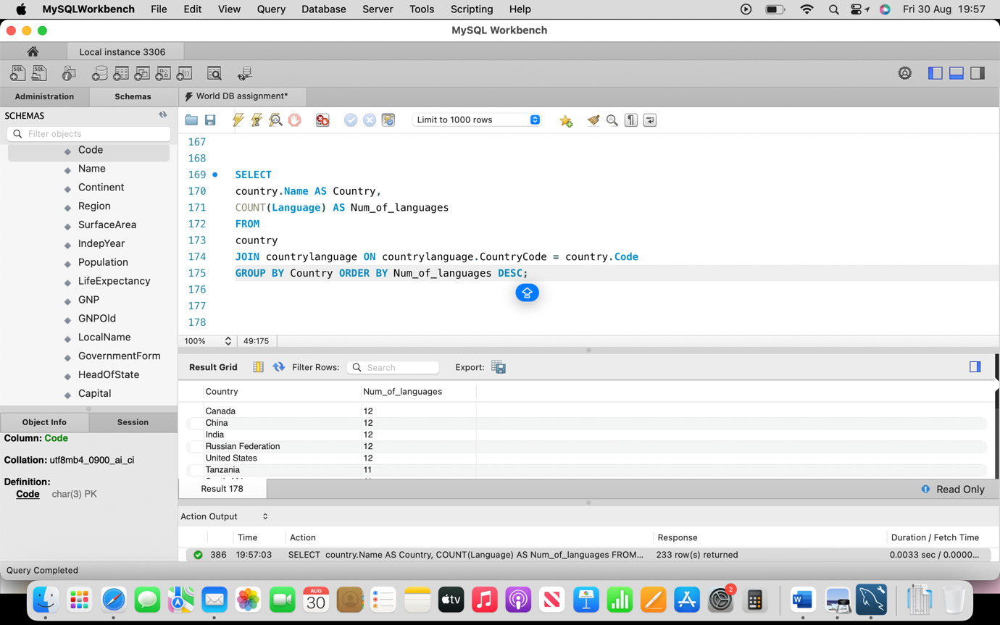 MySQLWorkbench File Edit View Query Database Server Tools Scripting Help Fri 30 Aug 19:57
MySQL Workbench
Local instance 3306
Administration Schemas World DB assignment*
SCHEMAS
Filter objects
Limit to 1000 rows
Code
Name
Continent
Region
SurfaceArea
IndepYear
Population
LifeExpectancy
GNP
GNPOld
LocalName
GovernmentForm
HeadOfState
Capital
167
168
169 SELECT
170 country.Name AS Country,
171 COUNT(Language) AS Num_of_languages
172 FROM
173 country
174 JOIN countrylanguage ON countrylanguage.CountryCode = country.Code
175 GROUP BY Country ORDER BY Num_of_languages DESC;
176
177
178
100% 49:175
Result Grid Filter Rows: Search Export:
Country Num_of_languages
Canada 12
China 12
India 12
Russian Federation 12
United States 12
Tanzania 11
Result 178 Read Only
Object Info Session
Column: Code
Collation: utf8mb4_0900_ai_ci
Definition:
Code char(3) PK
Action Output
Time Action Response Duration / Fetch Time
386 19:57:03 SELECT country.Name AS Country, COUNT(Language) AS Num_of_languages FROM... 233 row(s) returned 0.0033 sec / 0.0000...
Query Completed
AUG
30
tv
2
W